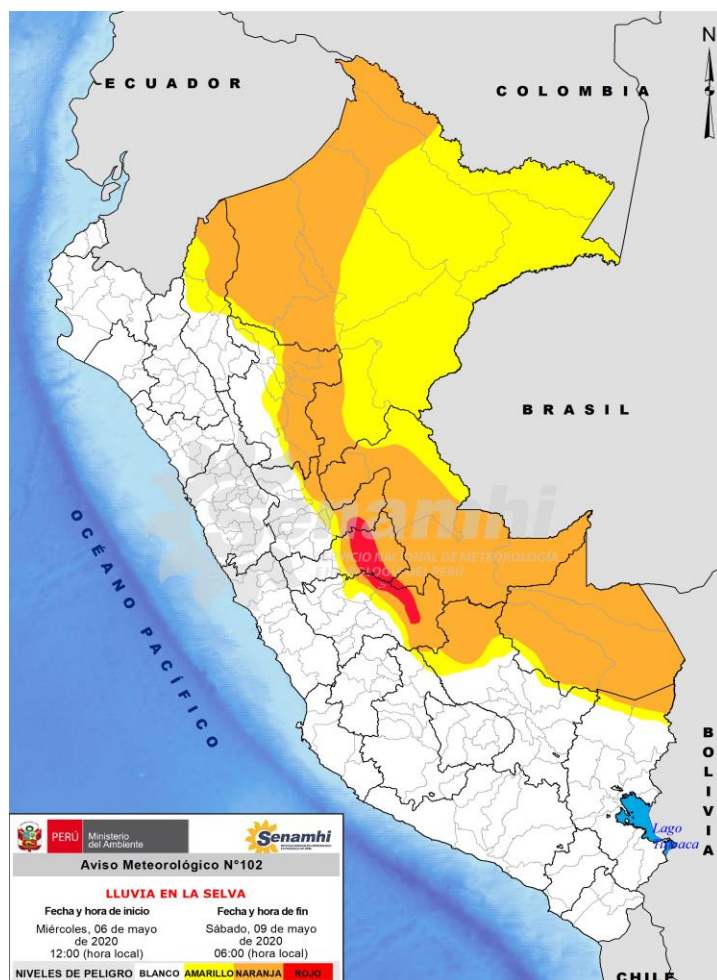 N
ECUADOR
COLOMBIA
BRASIL
Senamhi
OCÉANO PACÍFICO
BOLIVIA
Lago
CHILE
PERÚ
Ministerio
del Ambiente
Senamhi
Aviso Meteorológico N°102
LLUVIA EN LA SELVA
Fecha y hora de inicio
Miércoles, 06 de mayo
de 2020
12:00 (hora local)
Fecha y hora de fin
Sábado, 09 de mayo
de 2020
06:00 (hora local)
NIVELES DE PELIGRO BLANCO AMARILLO NARANJA ROJO